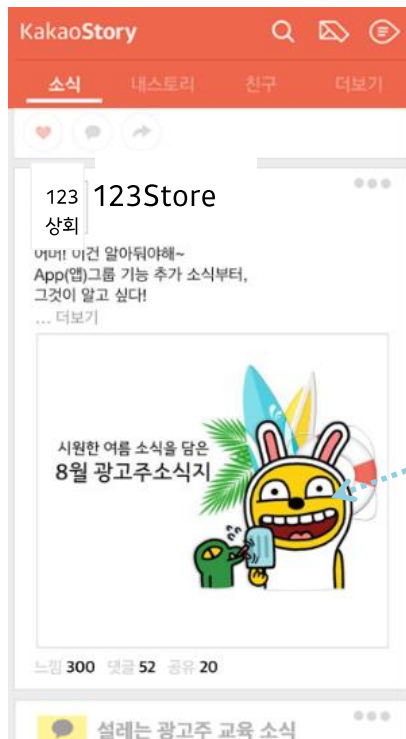 KakaoStory
소식 내스토리 친구 더보기
123 123Store
상회
어머! 이건 알아둬야해~
App(앱)그룹 기능 추가 소식부터,
그것이 알고 싶다!
... 더보기
시원한 여름 소식을 담은
8월 광고주소식지
느낌 300 댓글 52 공유 20
설레는 광고주 교육 소식